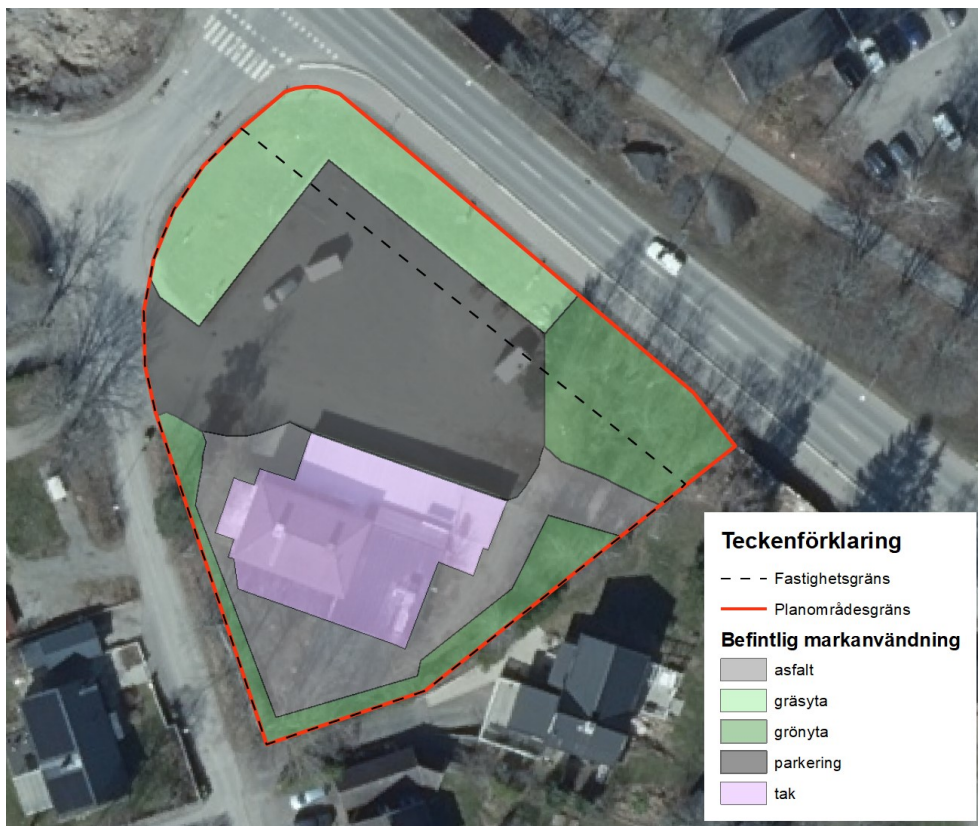 Teckenförklaring
Fastighetsgräns
Planområdesgräns
Befintlig markanvändning
asfalt
gräsyta
grönyta
parkering
tak